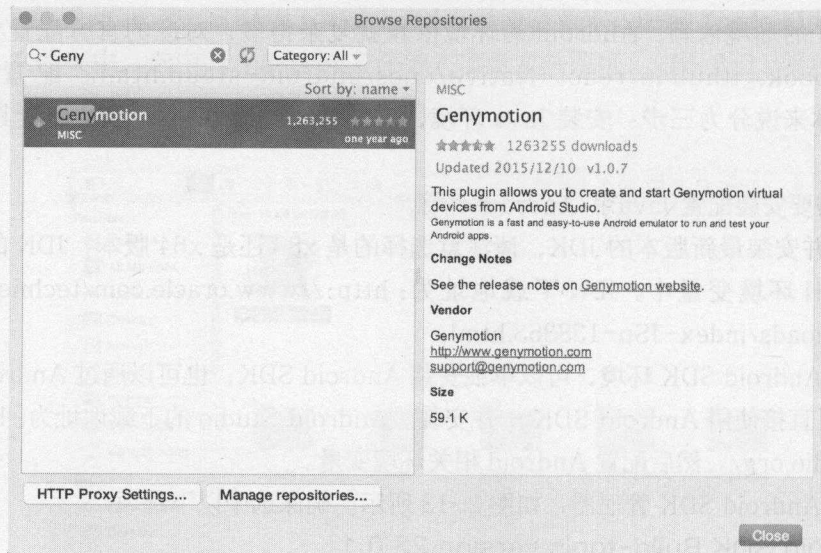 Browse Repositories
Geny
Category: All
Sort by: name
Genymotion
1,263,255
MISC
one year ago
MISC
Genymotion
1263255 downloads
Updated 2015/12/10 v1.0.7
This plugin allows you to create and start Genymotion virtual
devices from Android Studio.
Genymotion is a fast and easy-to-use Android emulator to run and test your
Android apps.
Change Notes
See the release notes on Genymotion website.
Vendor
Genymotion
http://www.genymotion.com
support@genymotion.com
Size
59.1 K
HTTP Proxy Settings...
Manage repositories...
Close